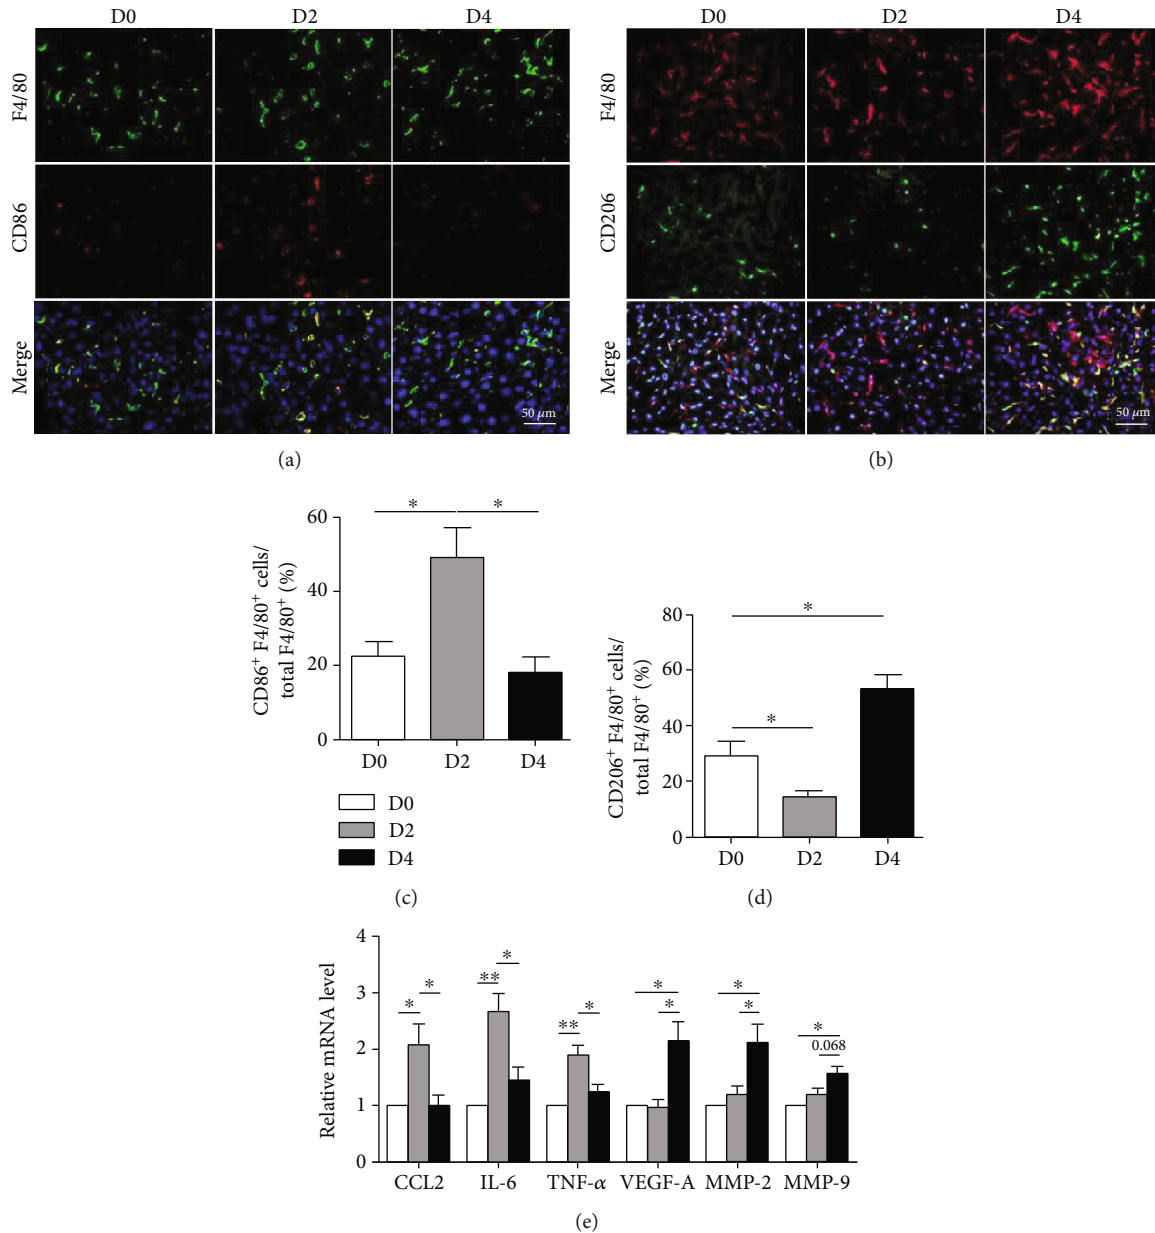 D0 D2 D4
F4/80
CD86
Merge
50 μm
(a)
D0 D2 D4
F4/80
CD206
Merge
50 μm
(b)
* *
CD86⁺ F4/80⁺ cells/
total F4/80⁺ (%)
60
40
20
0
D0 D2 D4
D0
D2
D4
(c)
*
*
CD206⁺ F4/80⁺ cells/
total F4/80⁺ (%)
80
60
40
20
0
D0 D2 D4
(d)
Relative mRNA level
4
3
2
1
0
* * ** * ** * * * * * * 0.068
CCL2 IL-6 TNF-α VEGF-A MMP-2 MMP-9
(e)